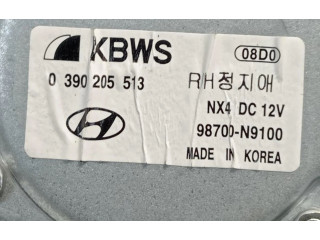 KBWS
08D0
0 390 205 513
RH정지애
NX4 DC 12V
98700-N9100
MADE IN KOREA